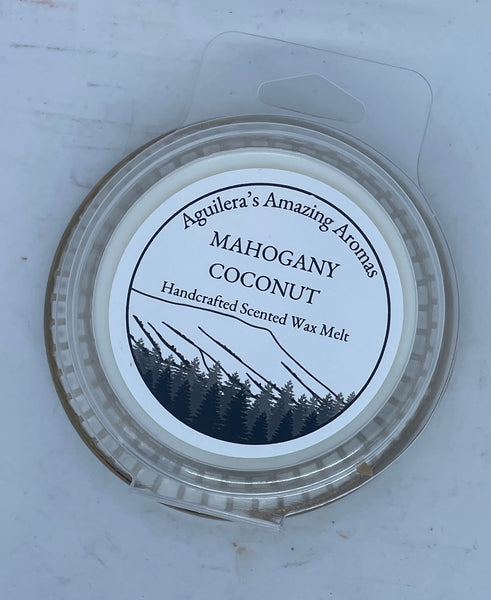 Aguilera's Amazing Aromas
MAHOGANY
COCONUT
Handcrafted Scented Wax Melt